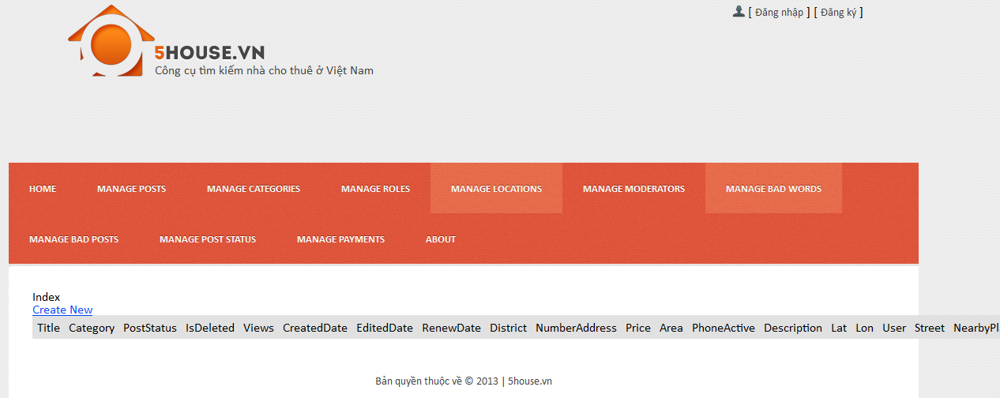 [ Đăng nhập ] [ Đăng ký ]
5HOUSE.VN
Công cụ tìm kiếm nhà cho thuê ở Việt Nam
HOME MANAGE POSTS MANAGE CATEGORIES MANAGE ROLES MANAGE LOCATIONS MANAGE MODERATORS MANAGE BAD WORDS
MANAGE BAD POSTS MANAGE POST STATUS MANAGE PAYMENTS ABOUT
Index
Create New
Title Category PostStatus IsDeleted Views CreatedDate EditedDate RenewDate District NumberAddress Price Area PhoneActive Description Lat Lon User Street NearbyPl
Bản quyền thuộc về © 2013 | 5house.vn